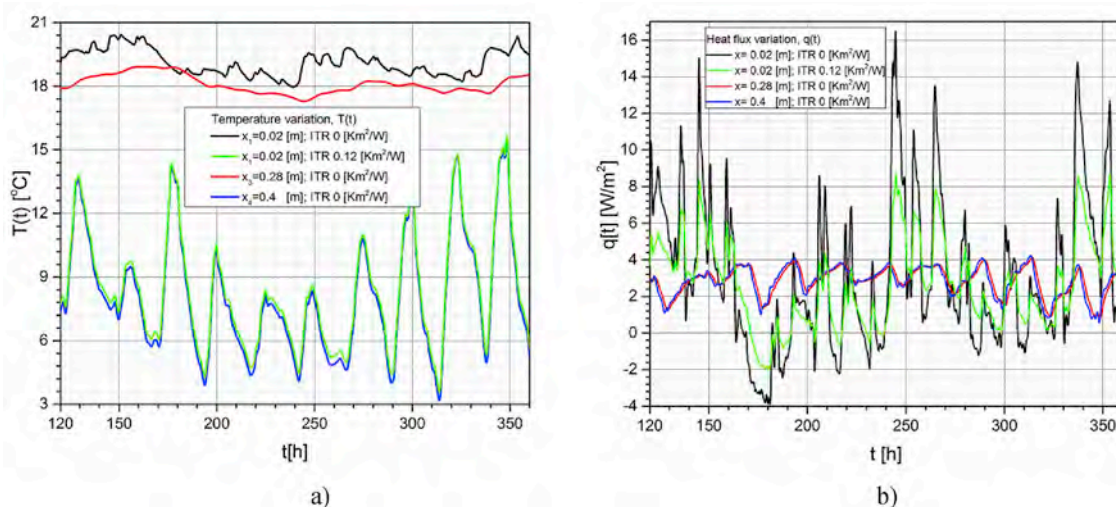 21
18
15
12
9
6
3
T(t) [°C]
Temperature variation, T(t)
x₁=0.02 [m]; ITR 0 [Km²/W]
x₁=0.02 [m]; ITR 0.12 [Km²/W]
=0.28 [m]; ITR 0 [Km²/W]
=0.4 [m]; ITR 0 [Km²/W]
120 150 200 250 300 350
t[h]
a)
16
14
12
10
8
6
4
2
0
-2
-4
q[t] [W/m²]
Heat flux variation, q(t)
x= 0.02 [m]; ITR 0 [Km²/W]
x= 0.02 [m]; ITR 0.12 [Km²/W]
x= 0.28 [m]; ITR 0 [Km²/W]
x= 0.4 [m]; ITR 0 [Km²/W]
120 150 200 250 300 350
t [h]
b)